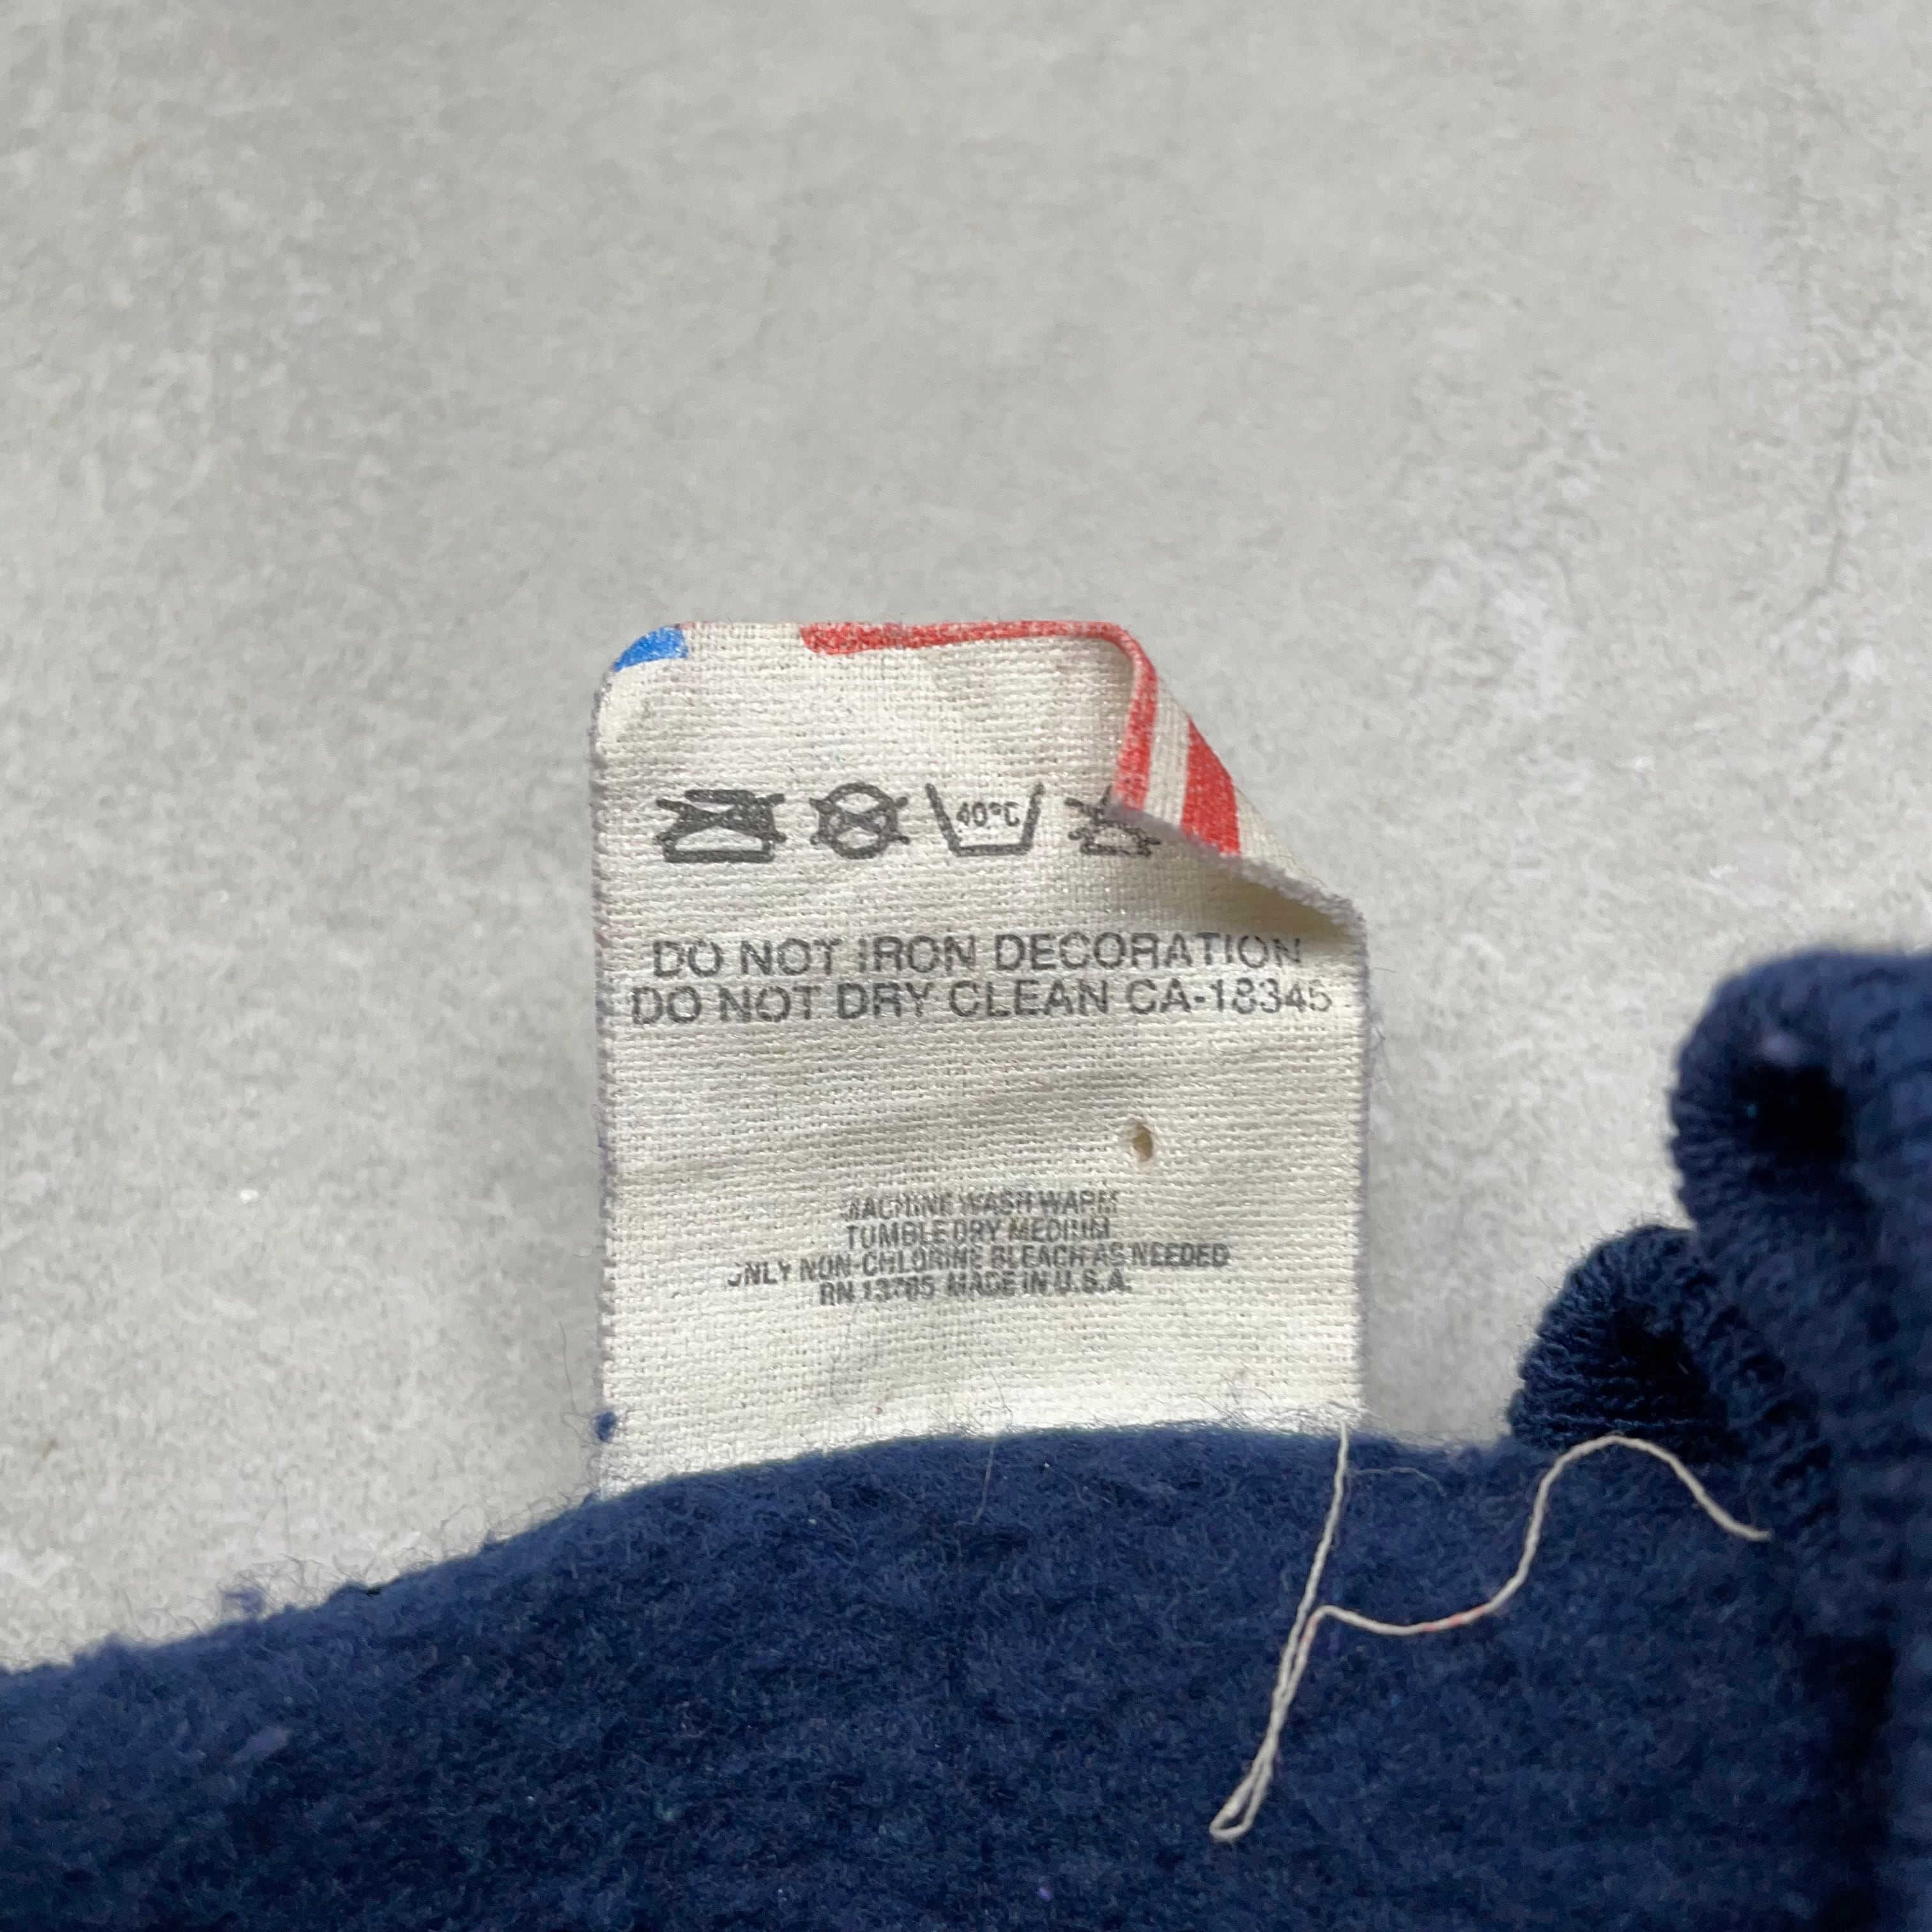 40°C
DO NOT IRON DECORATION
DO NOT DRY CLEAN CA-18345
MACHINE WASH WARM
TUMBLE DRY MEDIUM
ONLY NON-CHLORINE BLEACH AS NEEDED
RN 13765 MADE IN U.S.A.